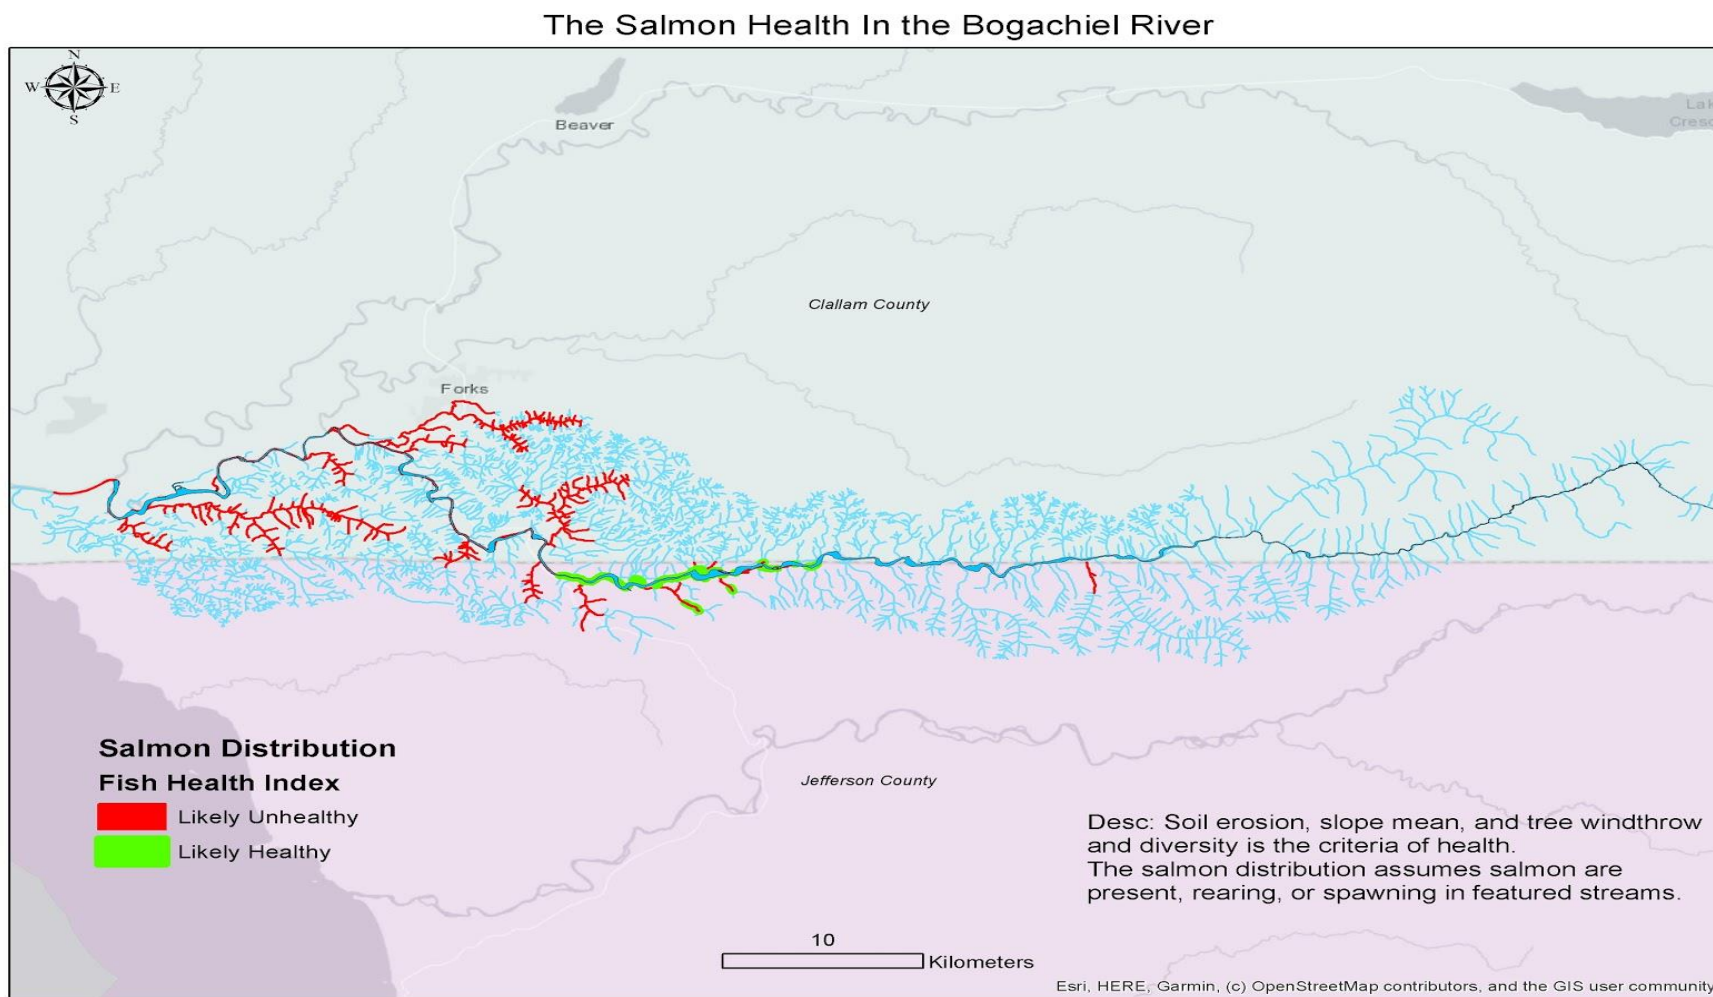 The Salmon Health In the Bogachiel River
N
W E
S
Beaver
Lak
Cresc
Clallam County
Forks
Salmon Distribution
Fish Health Index
Likely Unhealthy
Likely Healthy
Jefferson County
Desc: Soil erosion, slope mean, and tree windthrow
and diversity is the criteria of health.
The salmon distribution assumes salmon are
present, rearing, or spawning in featured streams.
10
Kilometers
Esri, HERE, Garmin, (c) OpenStreetMap contributors, and the GIS user community